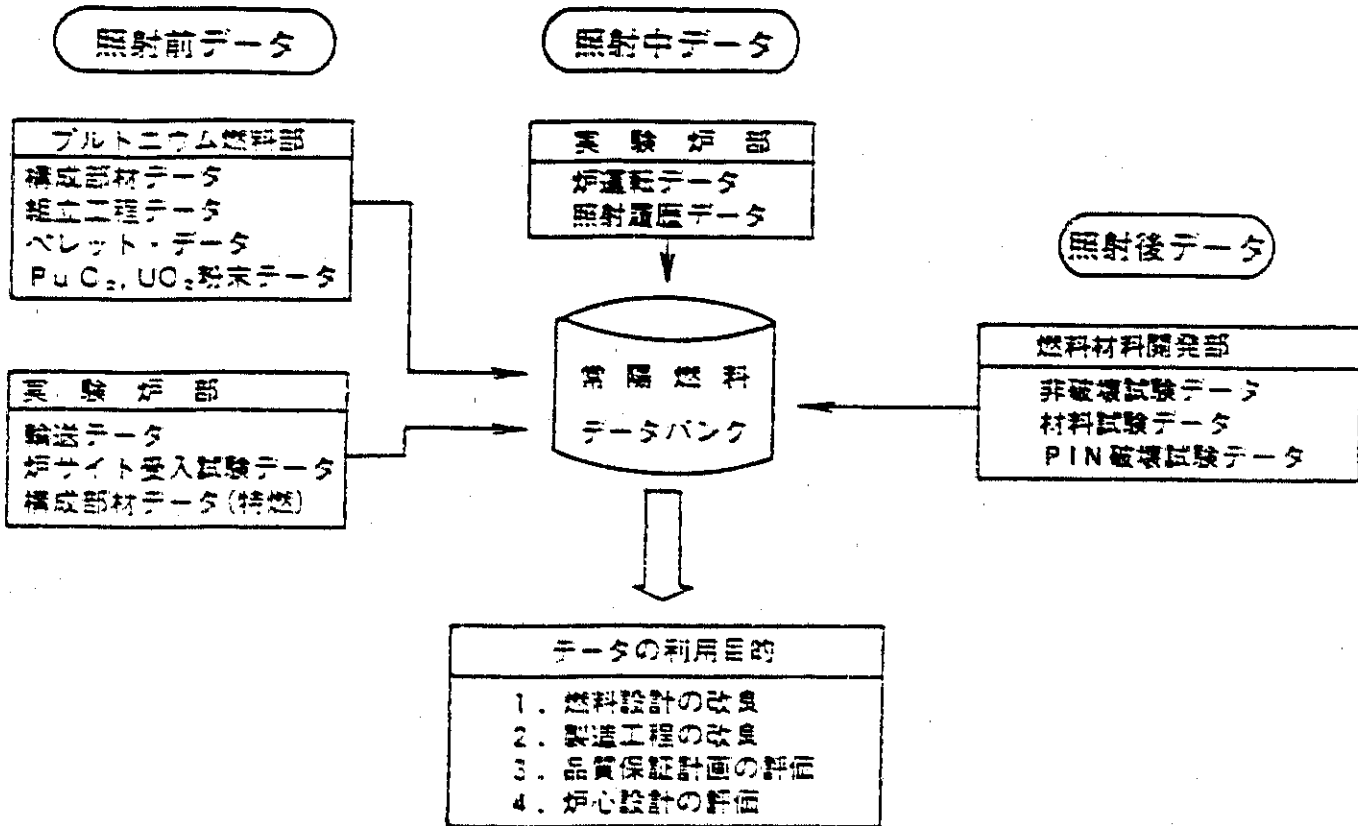 照射前データ
プルトニウム燃料部
構成部材データ
組立工程データ
ペレット・データ
PuO₂, UO₂粉末データ
実験炉部
輸送データ
炉サイト受入試験データ
構成部材データ(特燃)
照射中データ
実験炉部
炉運転データ
照射履歴データ
常陽燃料
データバンク
照射後データ
燃料材料開発部
非破壊試験データ
材料試験データ
PIN破壊試験データ
データの利用目的
1. 燃料設計の改良
2. 製造工程の改良
3. 品質保証計画の評価
4. 炉心設計の評価